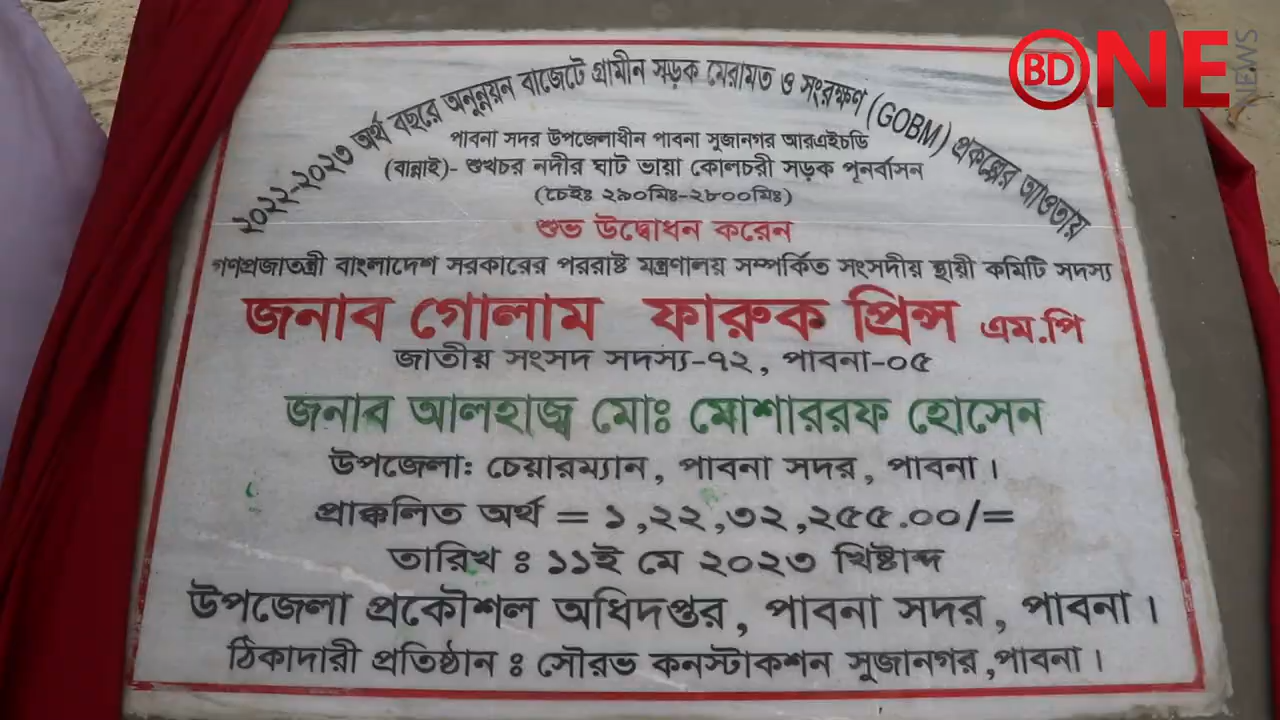 ২০২২-২০২৩ অর্থ বছরে অনুন্নয়ন বাজেটে গ্রামীন সড়ক মেরামত ও সংরক্ষণ (GOBM) প্রকল্পের আওতায়
পাবনা সদর উপজেলাধীন পাবনা সুজানগর আরএইচডি
(বান্নাই)- শুখচর নদীর ঘাট ভায়া কোলচরী সড়ক পূনর্বাসন
(চেইঃ ২৯০মিঃ-২৮০০মিঃ)
শুভ উদ্বোধন করেন
গণপ্রজাতন্ত্রী বাংলাদেশ সরকারের পররাষ্ট মন্ত্রণালয় সম্পর্কিত সংসদীয় স্থায়ী কমিটি সদস্য
জনাব গোলাম ফারুক প্রিন্স এম.পি
জাতীয় সংসদ সদস্য-৭২, পাবনা-০৫
জনাব আলহাজ্ব মোঃ মোশাররফ হোসেন
উপজেলা: চেয়ারম্যান, পাবনা সদর, পাবনা।
প্রাক্কলিত অর্থ = ১,২২,৩২,২৫৫.০০/=
তারিখ ঃ ১১ই মে ২০২৩ খিষ্টাব্দ
উপজেলা প্রকৌশল অধিদপ্তর, পাবনা সদর, পাবনা।
ঠিকাদারী প্রতিষ্ঠান ঃ সৌরভ কনস্টাকশন সুজানগর,পাবনা।
BD ONE
NEWS